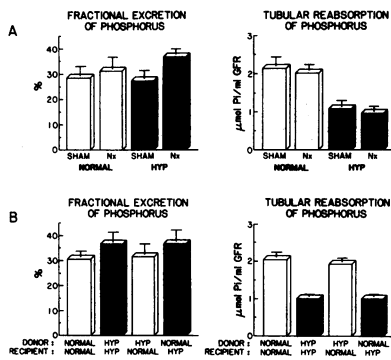 A
FRACTIONAL EXCRETION
OF PHOSPHORUS
%
40
30
20
10
0
SHAM Nx SHAM Nx
NORMAL HYP
TUBULAR REABSORPTION
OF PHOSPHORUS
μmol Pi/ml GFR
3
2
1
0
SHAM Nx SHAM Nx
NORMAL HYP
B
FRACTIONAL EXCRETION
OF PHOSPHORUS
%
40
30
20
10
0
DONOR : NORMAL HYP HYP NORMAL
RECIPIENT : NORMAL HYP NORMAL HYP
TUBULAR REABSORPTION
OF PHOSPHORUS
μmol Pi/ml GFR
3
2
1
0
DONOR : NORMAL HYP HYP NORMAL
RECIPIENT : NORMAL HYP NORMAL HYP